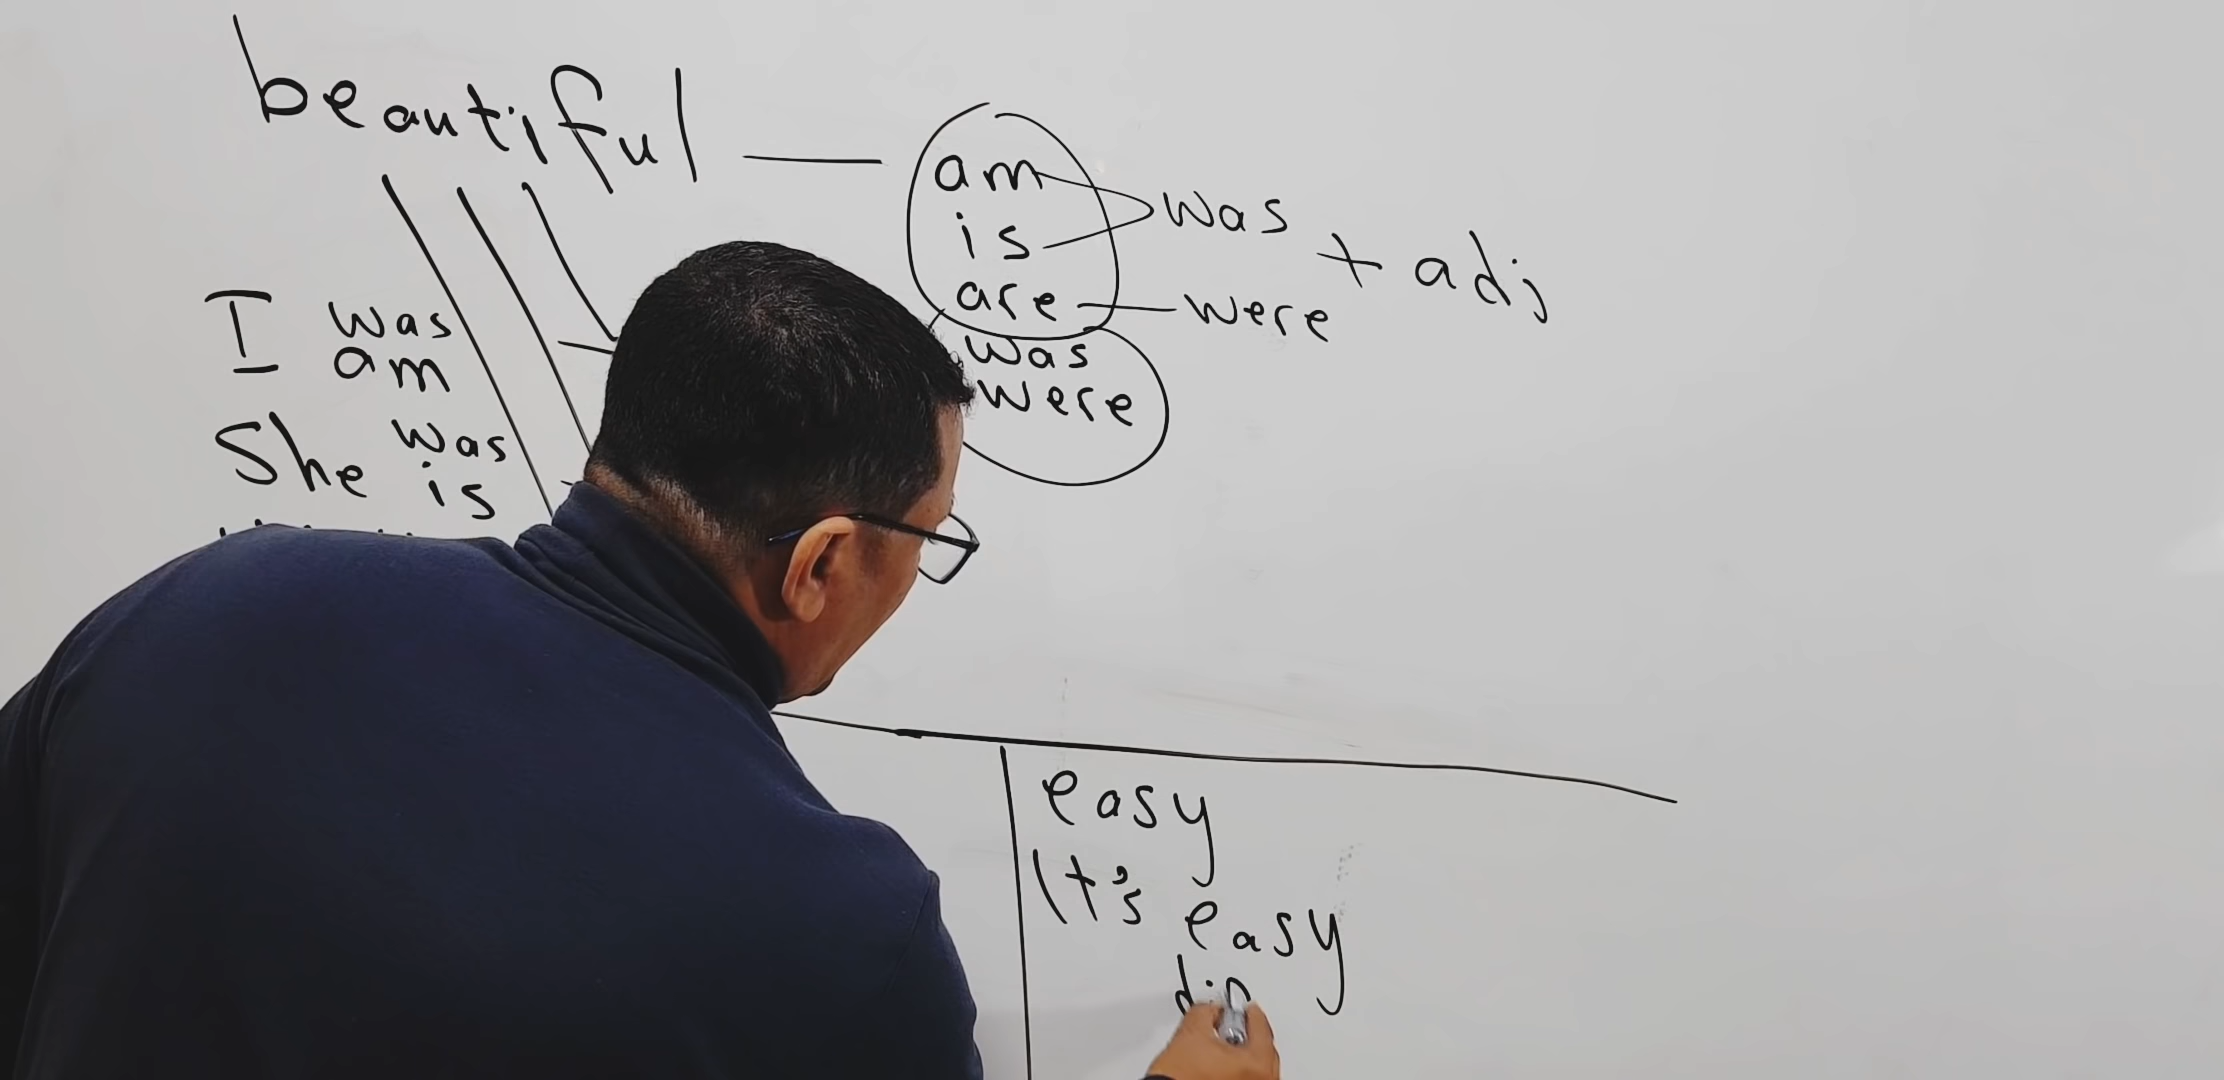 beautiful — am
is
are
was
were
was
were
+ adj
I was
am
She was
is
easy
It's easy